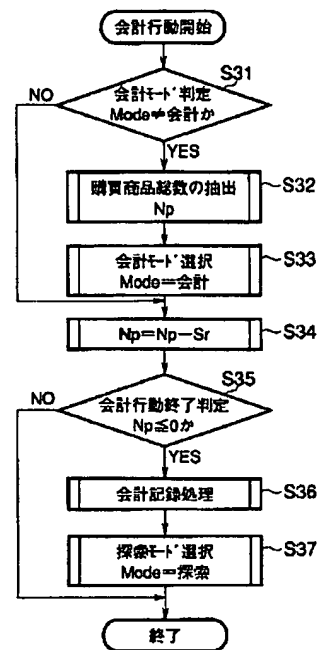 会計行動開始
S31
会計モード判定
Mode≠会計か
NO
YES
購買商品総数の抽出
Np
S32
会計モード選択
Mode=会計
S33
Np=Np-Sr
S34
S35
会計行動終了判定
Np≦0か
NO
YES
会計記録処理
S36
探索モード選択
Mode=探索
S37
終了